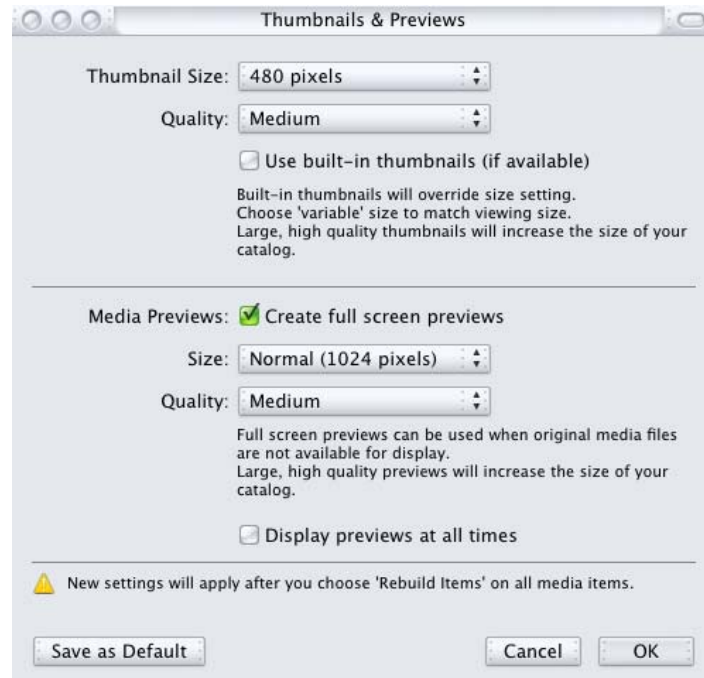 Thumbnails & Previews
Thumbnail Size: 480 pixels
Quality: Medium
Use built-in thumbnails (if available)
Built-in thumbnails will override size setting.
Choose 'variable' size to match viewing size.
Large, high quality thumbnails will increase the size of your
catalog.
Media Previews: Create full screen previews
Size: Normal (1024 pixels)
Quality: Medium
Full screen previews can be used when original media files
are not available for display.
Large, high quality previews will increase the size of your
catalog.
Display previews at all times
New settings will apply after you choose 'Rebuild Items' on all media items.
Save as Default Cancel OK